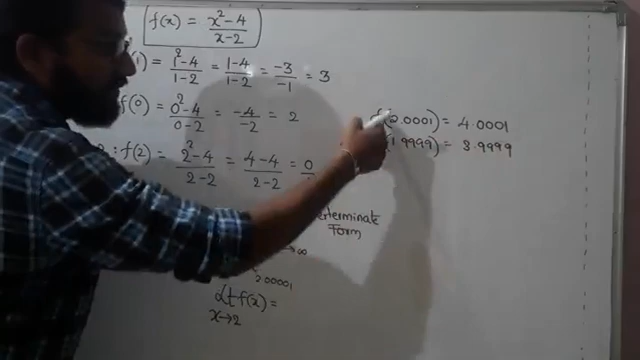 f(x) = x²-4 / x-2
(1) = 1²-4 / 1-2 = 1-4 / 1-2 = -3 / -1 = 3
f(0) = 0²-4 / 0-2 = -4 / -2 = 2
: f(2) = 2²-4 / 2-2 = 4-4 / 2-2 = 0
0.0001) = 4.0001
(1.9999) = 3.9999
Form
→∞
2.00001
Lt f(x) =
x→2